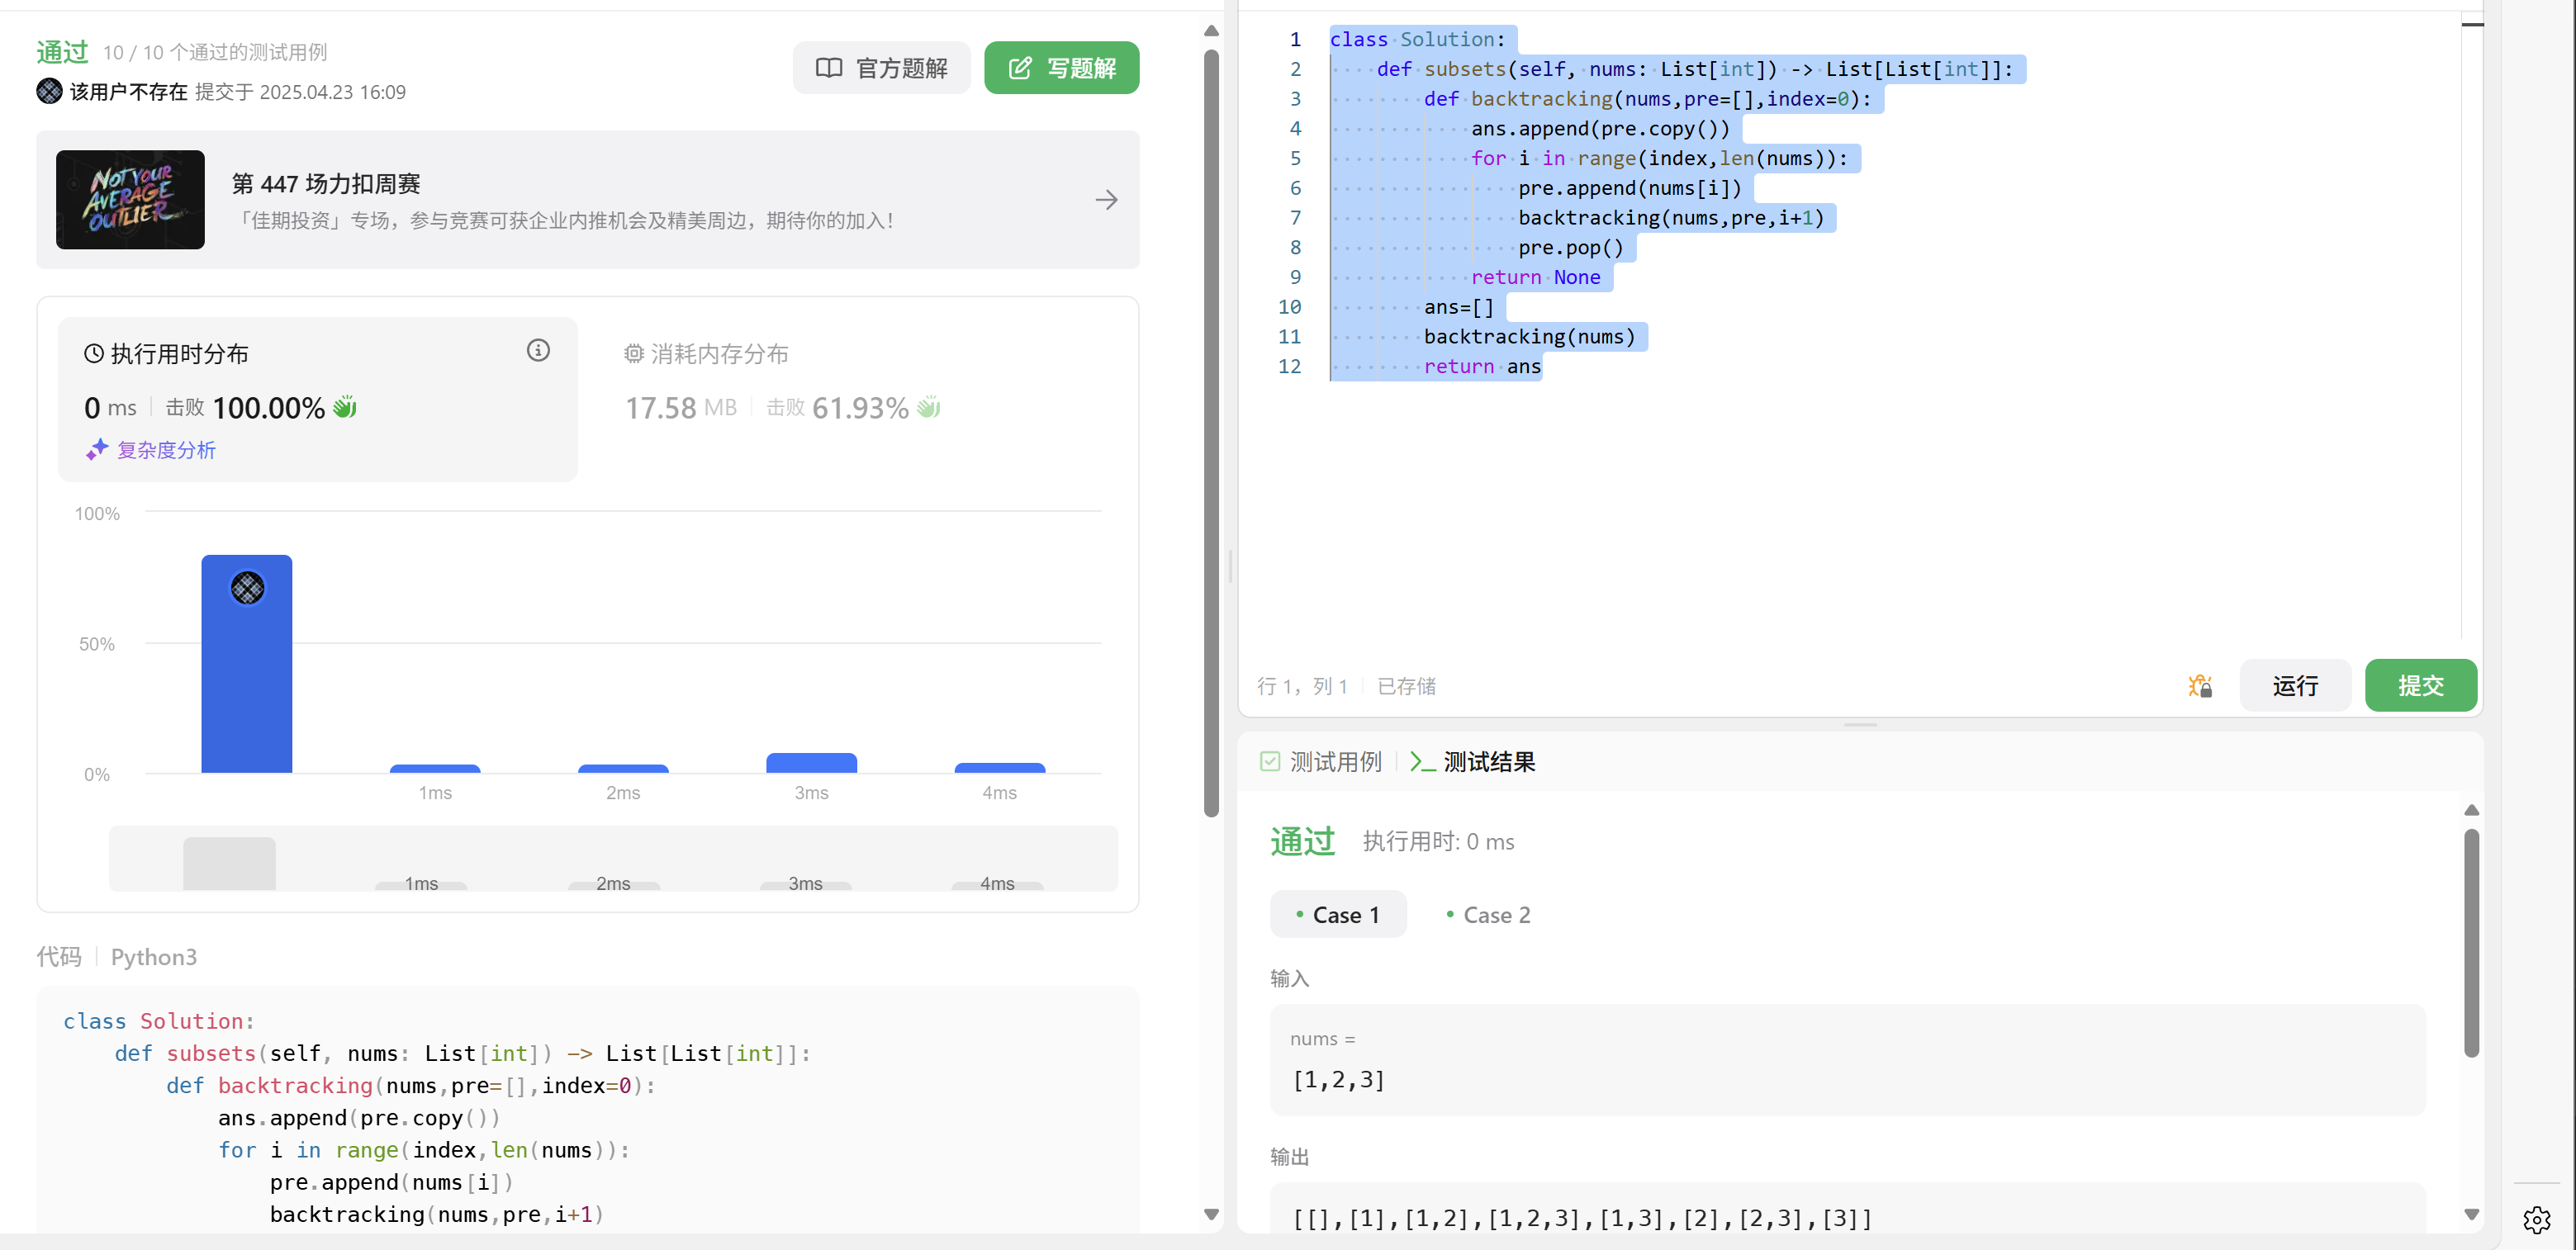 通过 10 / 10 个通过的测试用例
该用户不存在 提交于 2025.04.23 16:09
官方题解
写题解
NOT YOUR
AVERAGE
OUTLIER
第 447 场力扣周赛
「佳期投资」专场，参与竞赛可获企业内推机会及精美周边，期待你的加入！
执行用时分布
0 ms 击败 100.00%
复杂度分析
消耗内存分布
17.58 MB 击败 61.93%
100%
50%
0%
1ms 2ms 3ms 4ms
1ms 2ms 3ms 4ms
代码 Python3
class Solution:
    def subsets(self, nums: List[int]) -> List[List[int]]:
        def backtracking(nums,pre=[],index=0):
            ans.append(pre.copy())
            for i in range(index,len(nums)):
                pre.append(nums[i])
                backtracking(nums,pre,i+1)
1 class Solution:
2     def subsets(self, nums: List[int]) -> List[List[int]]:
3         def backtracking(nums,pre=[],index=0):
4             ans.append(pre.copy())
5             for i in range(index,len(nums)):
6                 pre.append(nums[i])
7                 backtracking(nums,pre,i+1)
8                 pre.pop()
9             return None
10         ans=[]
11         backtracking(nums)
12         return ans
行 1，列 1 已存储
运行
提交
测试用例 测试结果
通过 执行用时: 0 ms
Case 1 Case 2
输入
nums =
[1,2,3]
输出
[[],[1],[1,2],[1,2,3],[1,3],[2],[2,3],[3]]